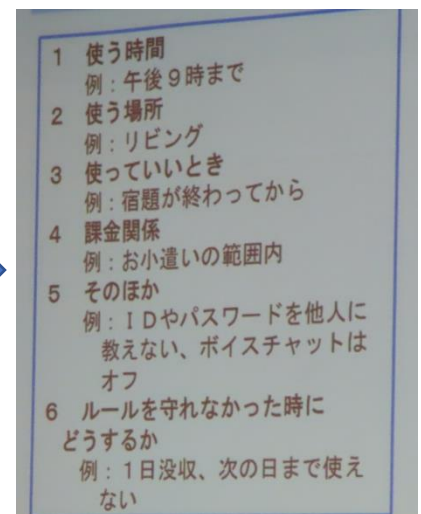 1 使う時間
例：午後９時まで
2 使う場所
例：リビング
3 使っていいとき
例：宿題が終わってから
4 課金関係
例：お小遣いの範囲内
5 そのほか
例：ＩＤやパスワードを他人に
教えない、ボイスチャットは
オフ
6 ルールを守れなかった時に
どうするか
例：１日没収、次の日まで使え
ない